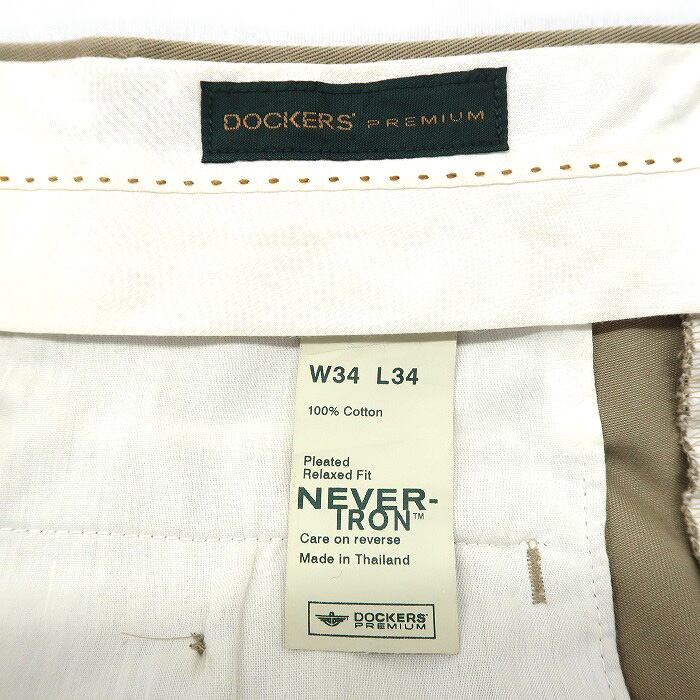 DOCKERS® PREMIUM
W34 L34
100% Cotton
Pleated
Relaxed Fit
NEVER-
IRON™
Care on reverse
Made in Thailand
DOCKERS®
PREMIUM